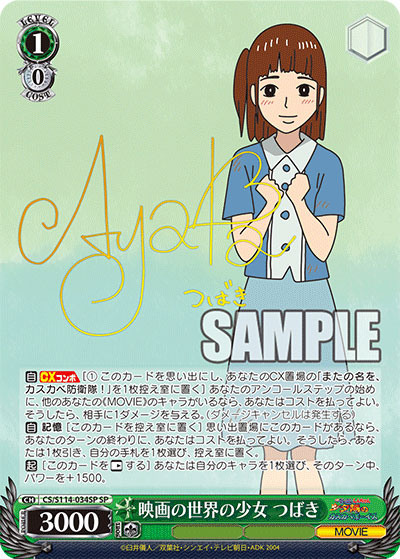 LEVEL
1
0
COST
つばき
SAMPLE
自 CXコンボ [① このカードを思い出にし、あなたのCX置場の「またの名を、
カスカベ防衛隊！」を1枚控え室に置く] あなたのアンコールステップの始め
に、他のあなたの《MOVIE》のキャラがいるなら、あなたはコストを払ってよい。
そうしたら、相手に1ダメージを与える。(ダメージキャンセルは発生する)
自 記憶 [このカードを控え室に置く] 思い出置場にこのカードがあるなら、
あなたのターンの終わりに、あなたはコストを払ってよい。そうしたら、あなた
は1枚引き、自分の手札を1枚選び、控え室に置く。
起 [このカードを する] あなたは自分のキャラを1枚選び、そのターン中、
パワーを+1500。
CH CS/S114-034SP SP
3000
映画の世界の少女 つばき
MOVIE
©臼井儀人／双葉社・シンエイ・テレビ朝日・ADK 2004